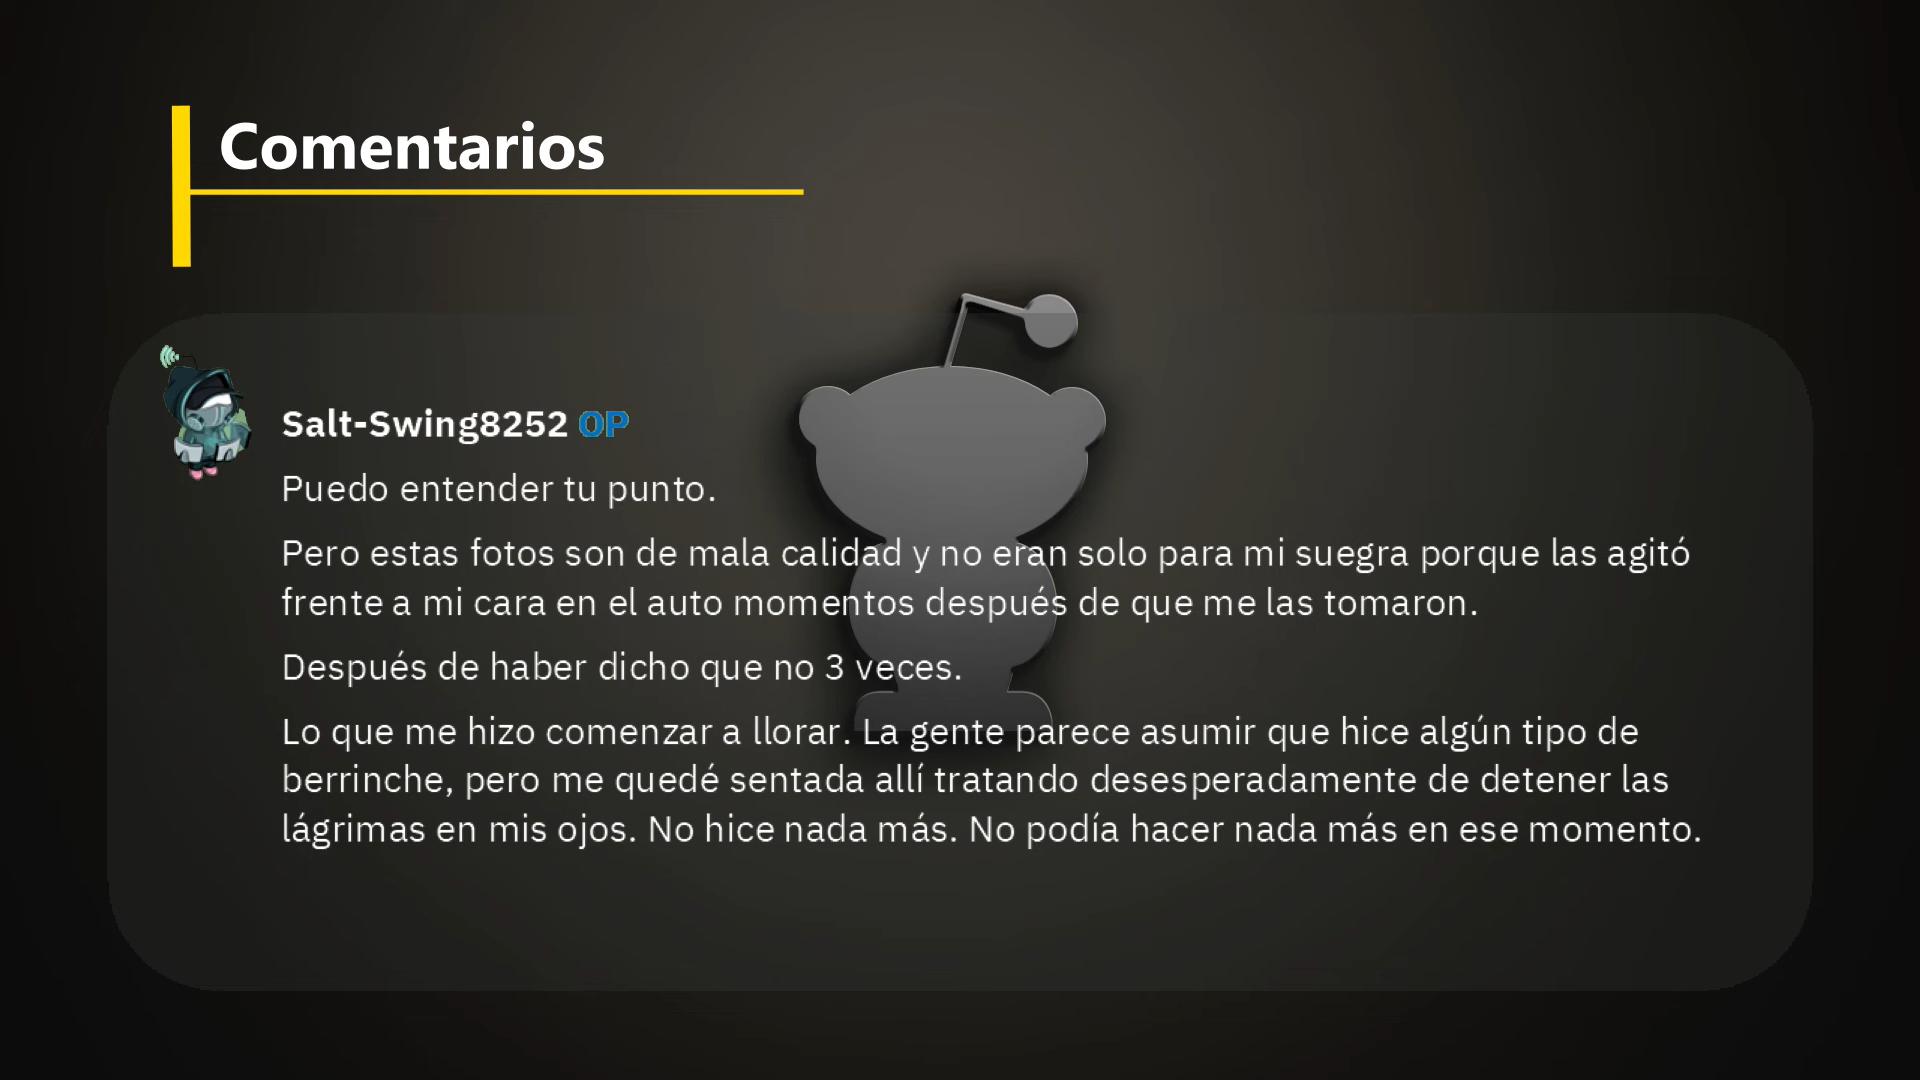 Comentarios
Salt-Swing8252 OP
Puedo entender tu punto.
Pero estas fotos son de mala calidad y no eran solo para mi suegra porque las agitó
frente a mi cara en el auto momentos después de que me las tomaron.
Después de haber dicho que no 3 veces.
Lo que me hizo comenzar a llorar. La gente parece asumir que hice algún tipo de
berrinche, pero me quedé sentada allí tratando desesperadamente de detener las
lágrimas en mis ojos. No hice nada más. No podía hacer nada más en ese momento.